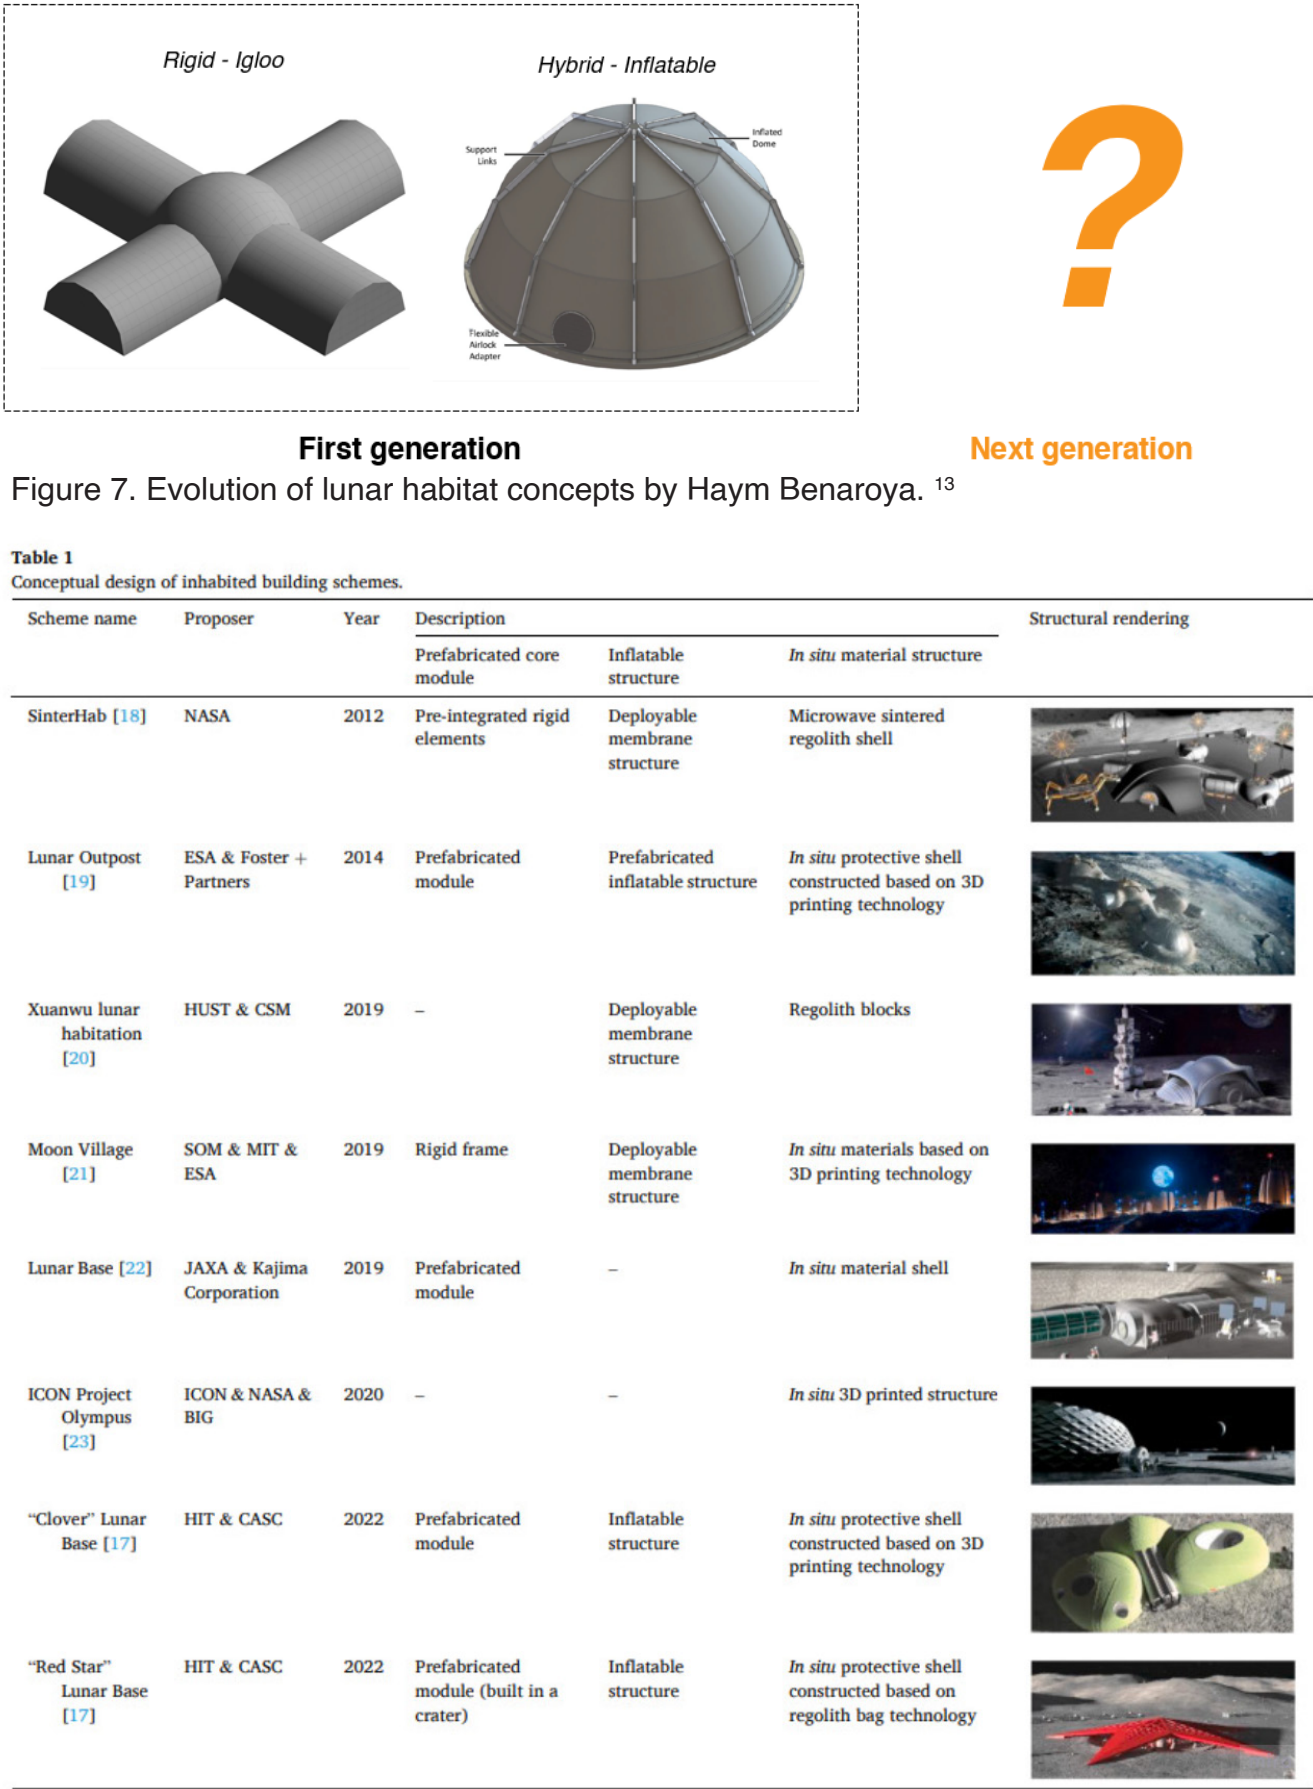 Rigid - Igloo
Hybrid - Inflatable
Support
Links
Inflated
Dome
Flexible
Airlock
Adapter
?
First generation
Next generation
Figure 7. Evolution of lunar habitat concepts by Haym Benaroya. 13
Table 1
Conceptual design of inhabited building schemes.
Scheme name Proposer Year Description Structural rendering
Prefabricated core
module
Inflatable
structure
In situ material structure
SinterHab [18]
NASA
2012
Pre-integrated rigid
elements
Deployable
membrane
structure
Microwave sintered
regolith shell
Lunar Outpost
[19]
ESA & Foster +
Partners
2014
Prefabricated
module
Prefabricated
inflatable structure
In situ protective shell
constructed based on 3D
printing technology
Xuanwu lunar
habitation
[20]
HUST & CSM
2019
–
Deployable
membrane
structure
Regolith blocks
Moon Village
[21]
SOM & MIT &
ESA
2019
Rigid frame
Deployable
membrane
structure
In situ materials based on
3D printing technology
Lunar Base [22]
JAXA & Kajima
Corporation
2019
Prefabricated
module
–
In situ material shell
ICON Project
Olympus
[23]
ICON & NASA &
BIG
2020
–
–
In situ 3D printed structure
“Clover” Lunar
Base [17]
HIT & CASC
2022
Prefabricated
module
Inflatable
structure
In situ protective shell
constructed based on 3D
printing technology
“Red Star”
Lunar Base
[17]
HIT & CASC
2022
Prefabricated
module (built in a
crater)
Inflatable
structure
In situ protective shell
constructed based on
regolith bag technology